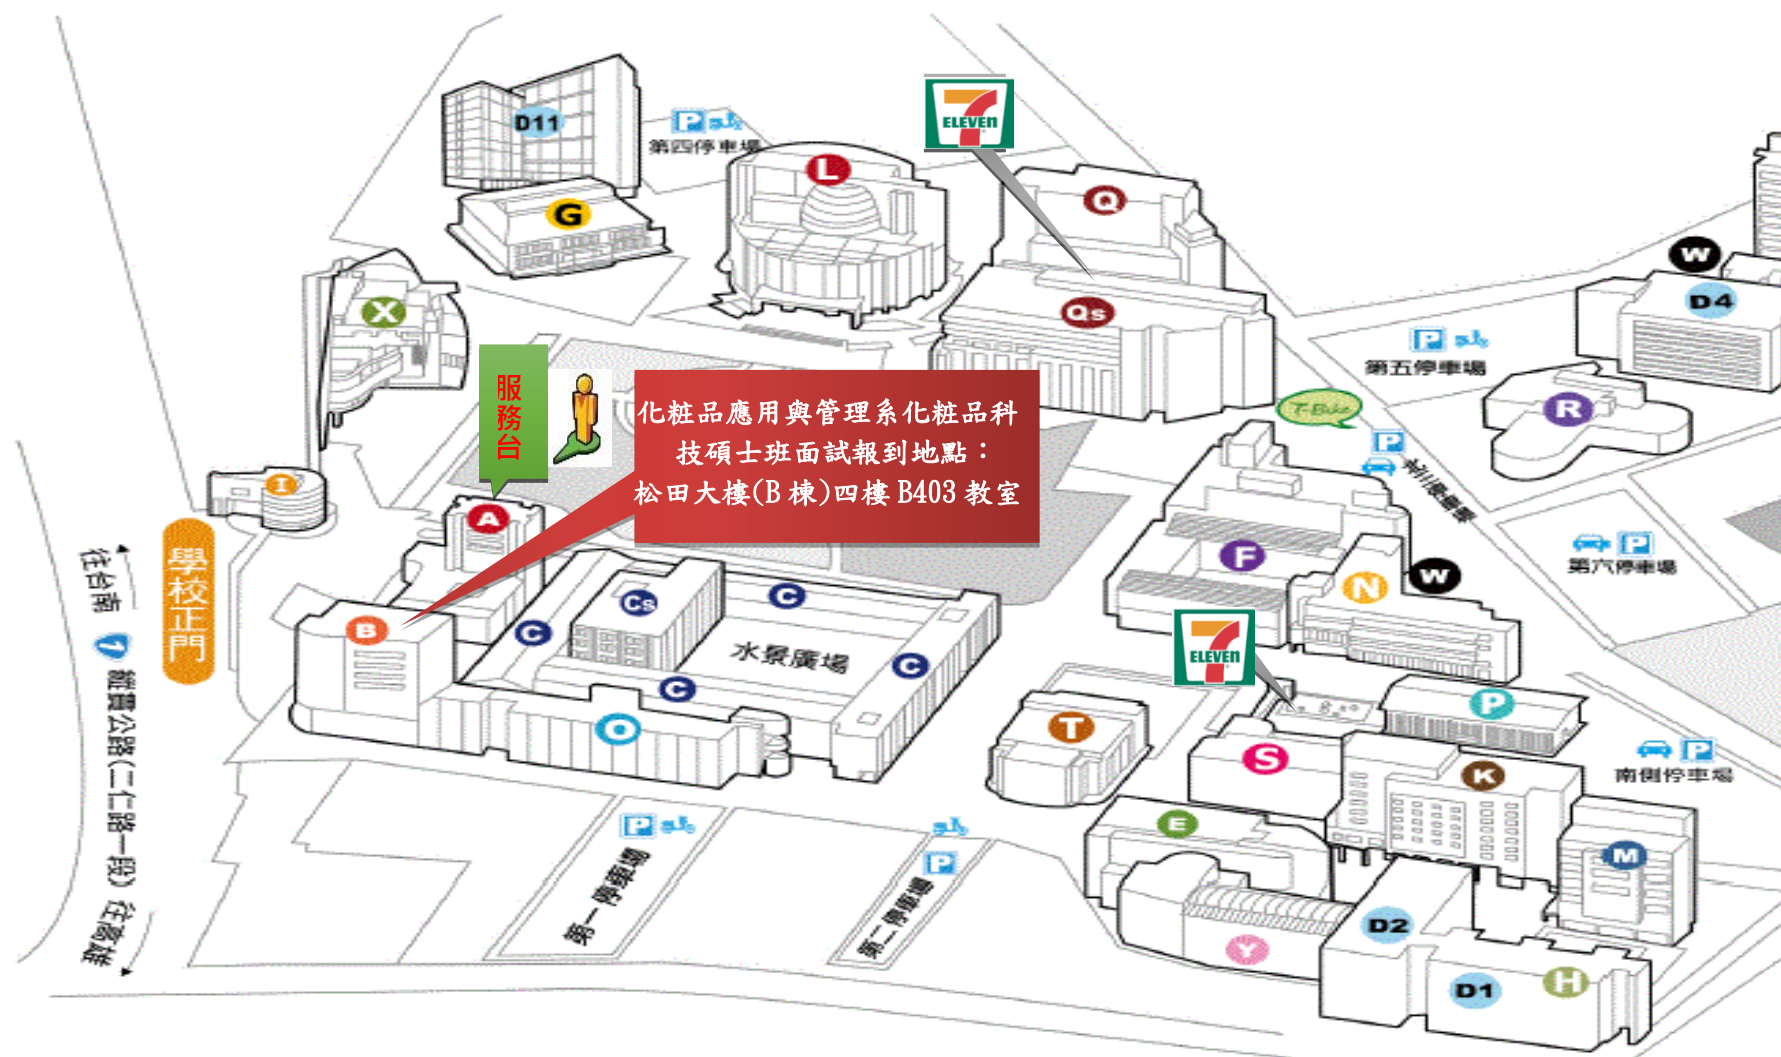 D11
第四停車場
G
L
7
ELEVEN
Q
Qs
W
D4
第五停車場
R
T-Bike
X
服務台
化粧品應用與管理系化粧品科
技碩士班面試報到地點：
松田大樓(B棟)四樓B403教室
I
A
學校正門
往台南
1
縱貫公路(二仁路一段)
往高雄
B
C
Cs
C
C
C
水景廣場
O
F
N
W
P
第六停車場
7
ELEVEN
T
S
P
K
P
南側停車場
E
M
Y
D2
D1
H
P
第一停車場
P
第二停車場
P
P
P